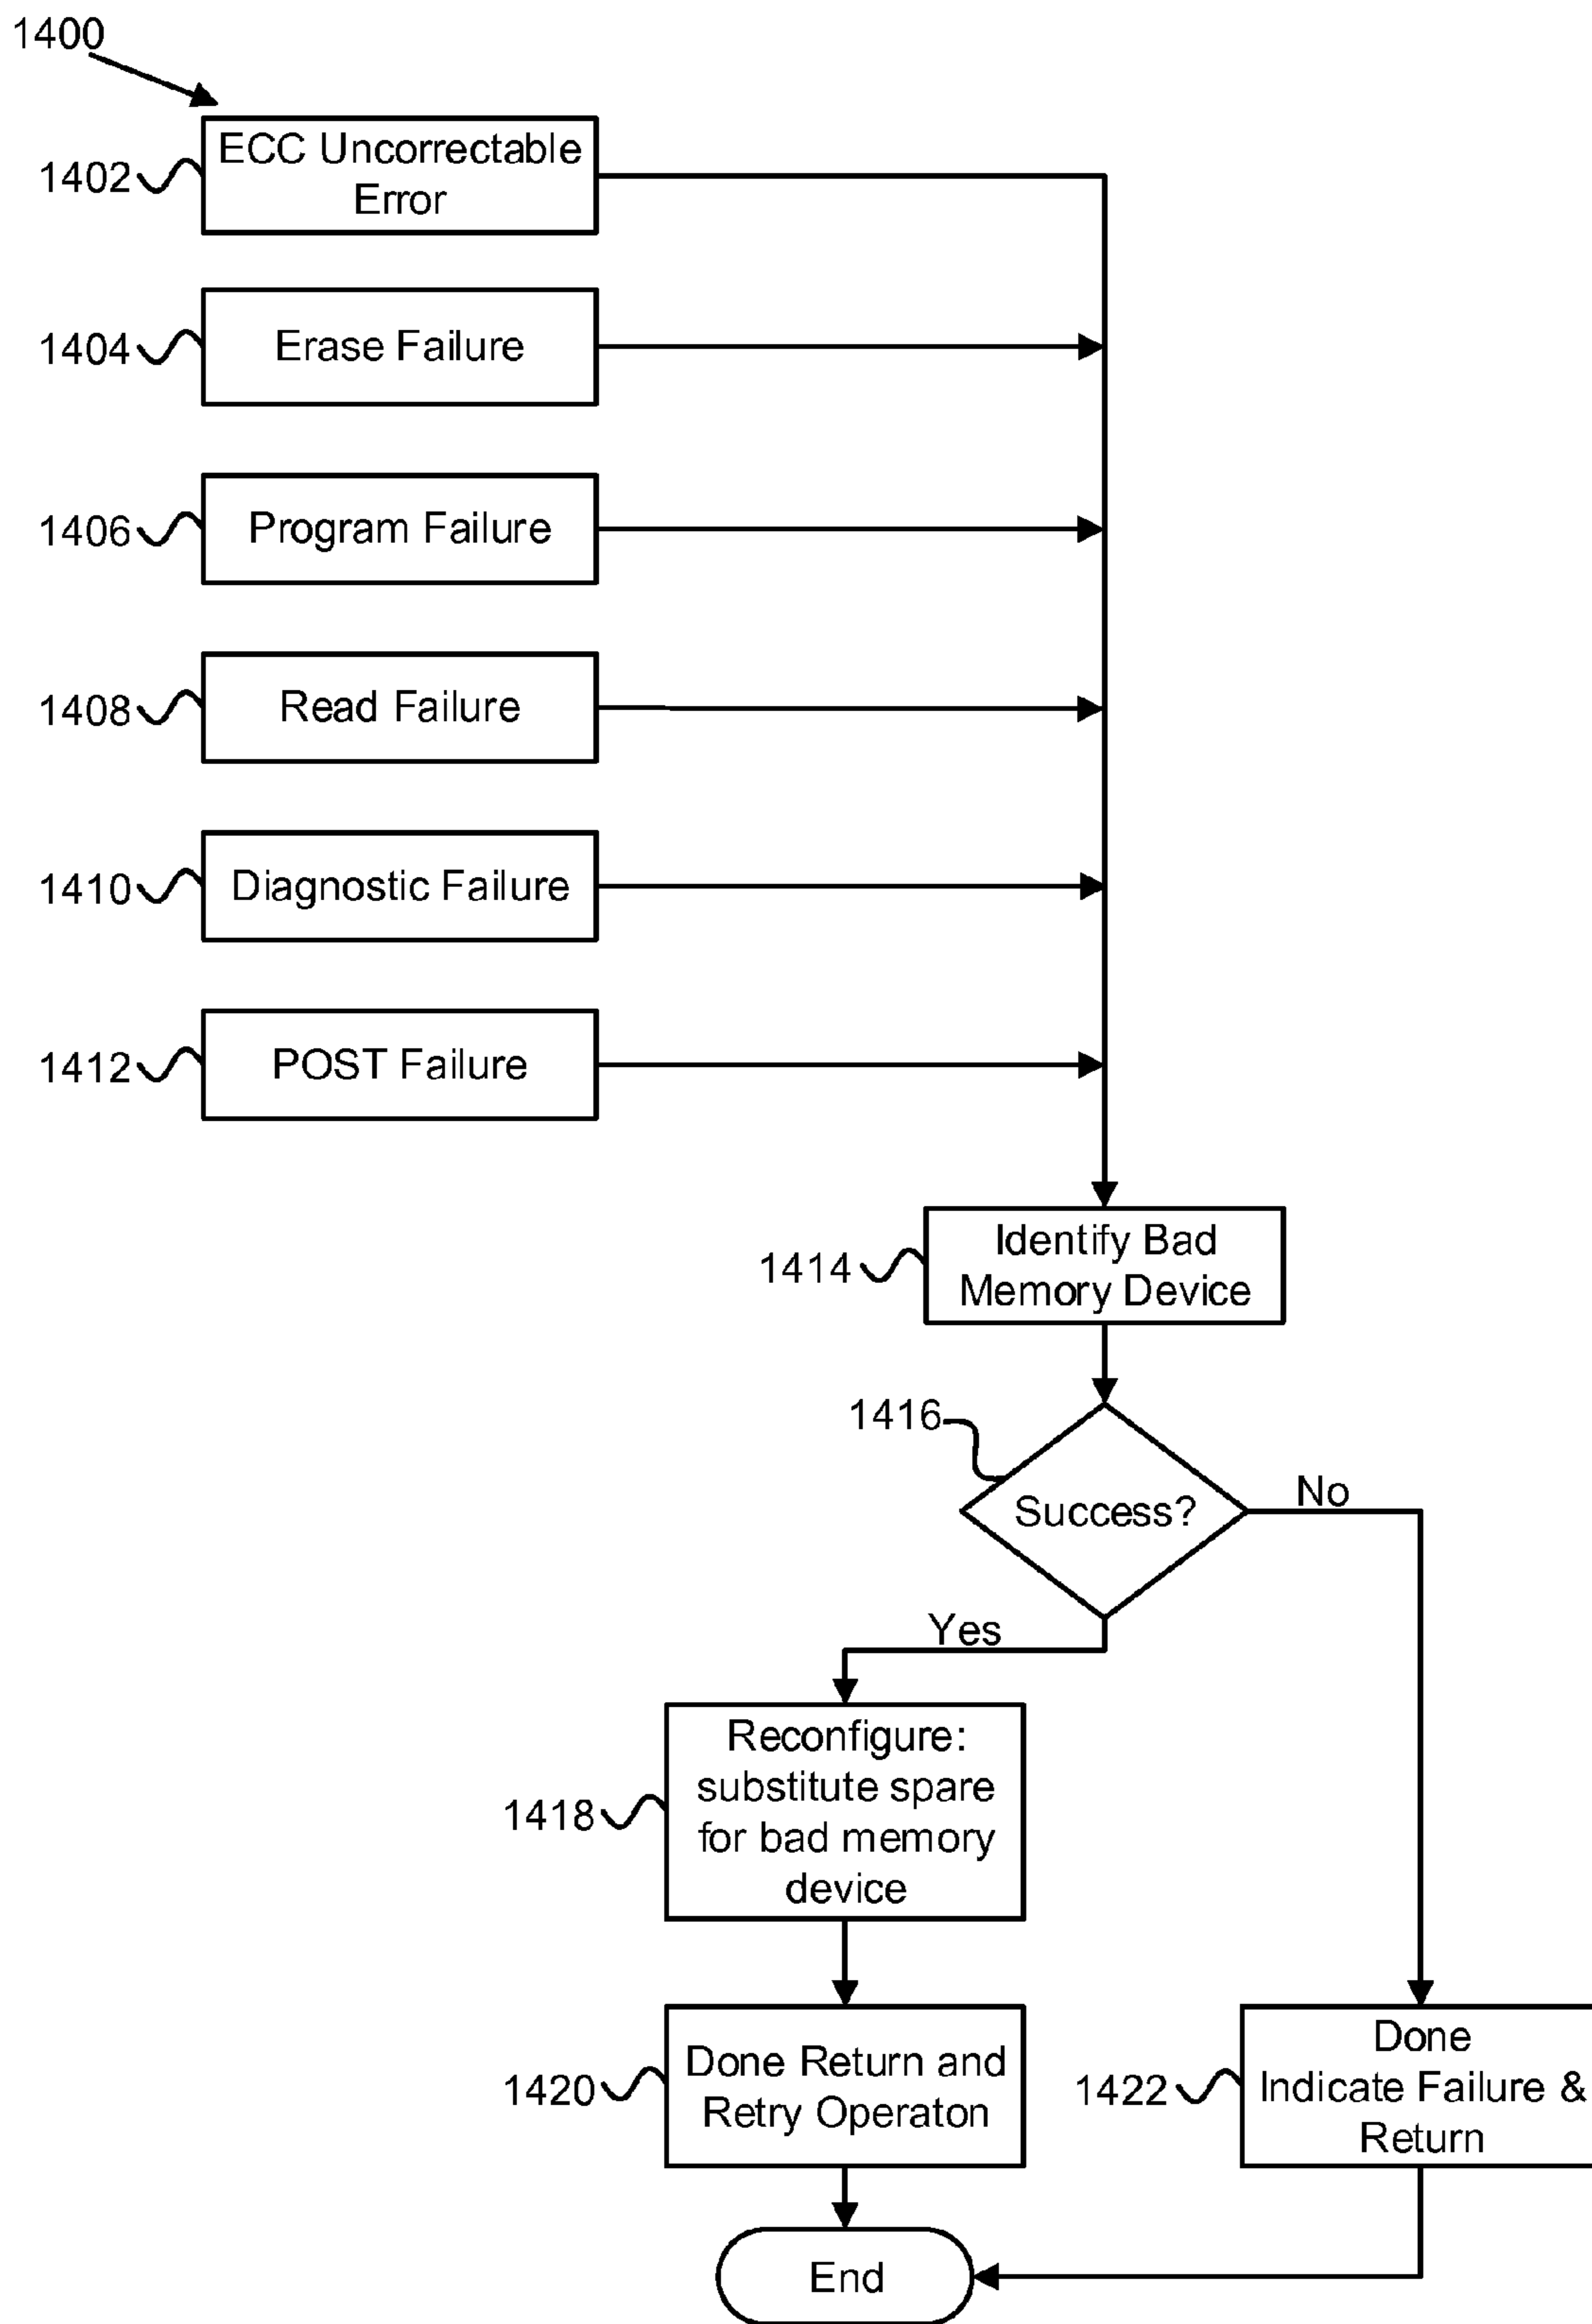 1400
1402
ECC Uncorrectable
Error
1404
Erase Failure
1406
Program Failure
1408
Read Failure
1410
Diagnostic Failure
1412
POST Failure
1414
Identify Bad
Memory Device
1416
Success?
No
Yes
1418
Reconfigure:
substitute spare
for bad memory
device
1420
Done Return and
Retry Operaton
1422
Done
Indicate Failure &
Return
End